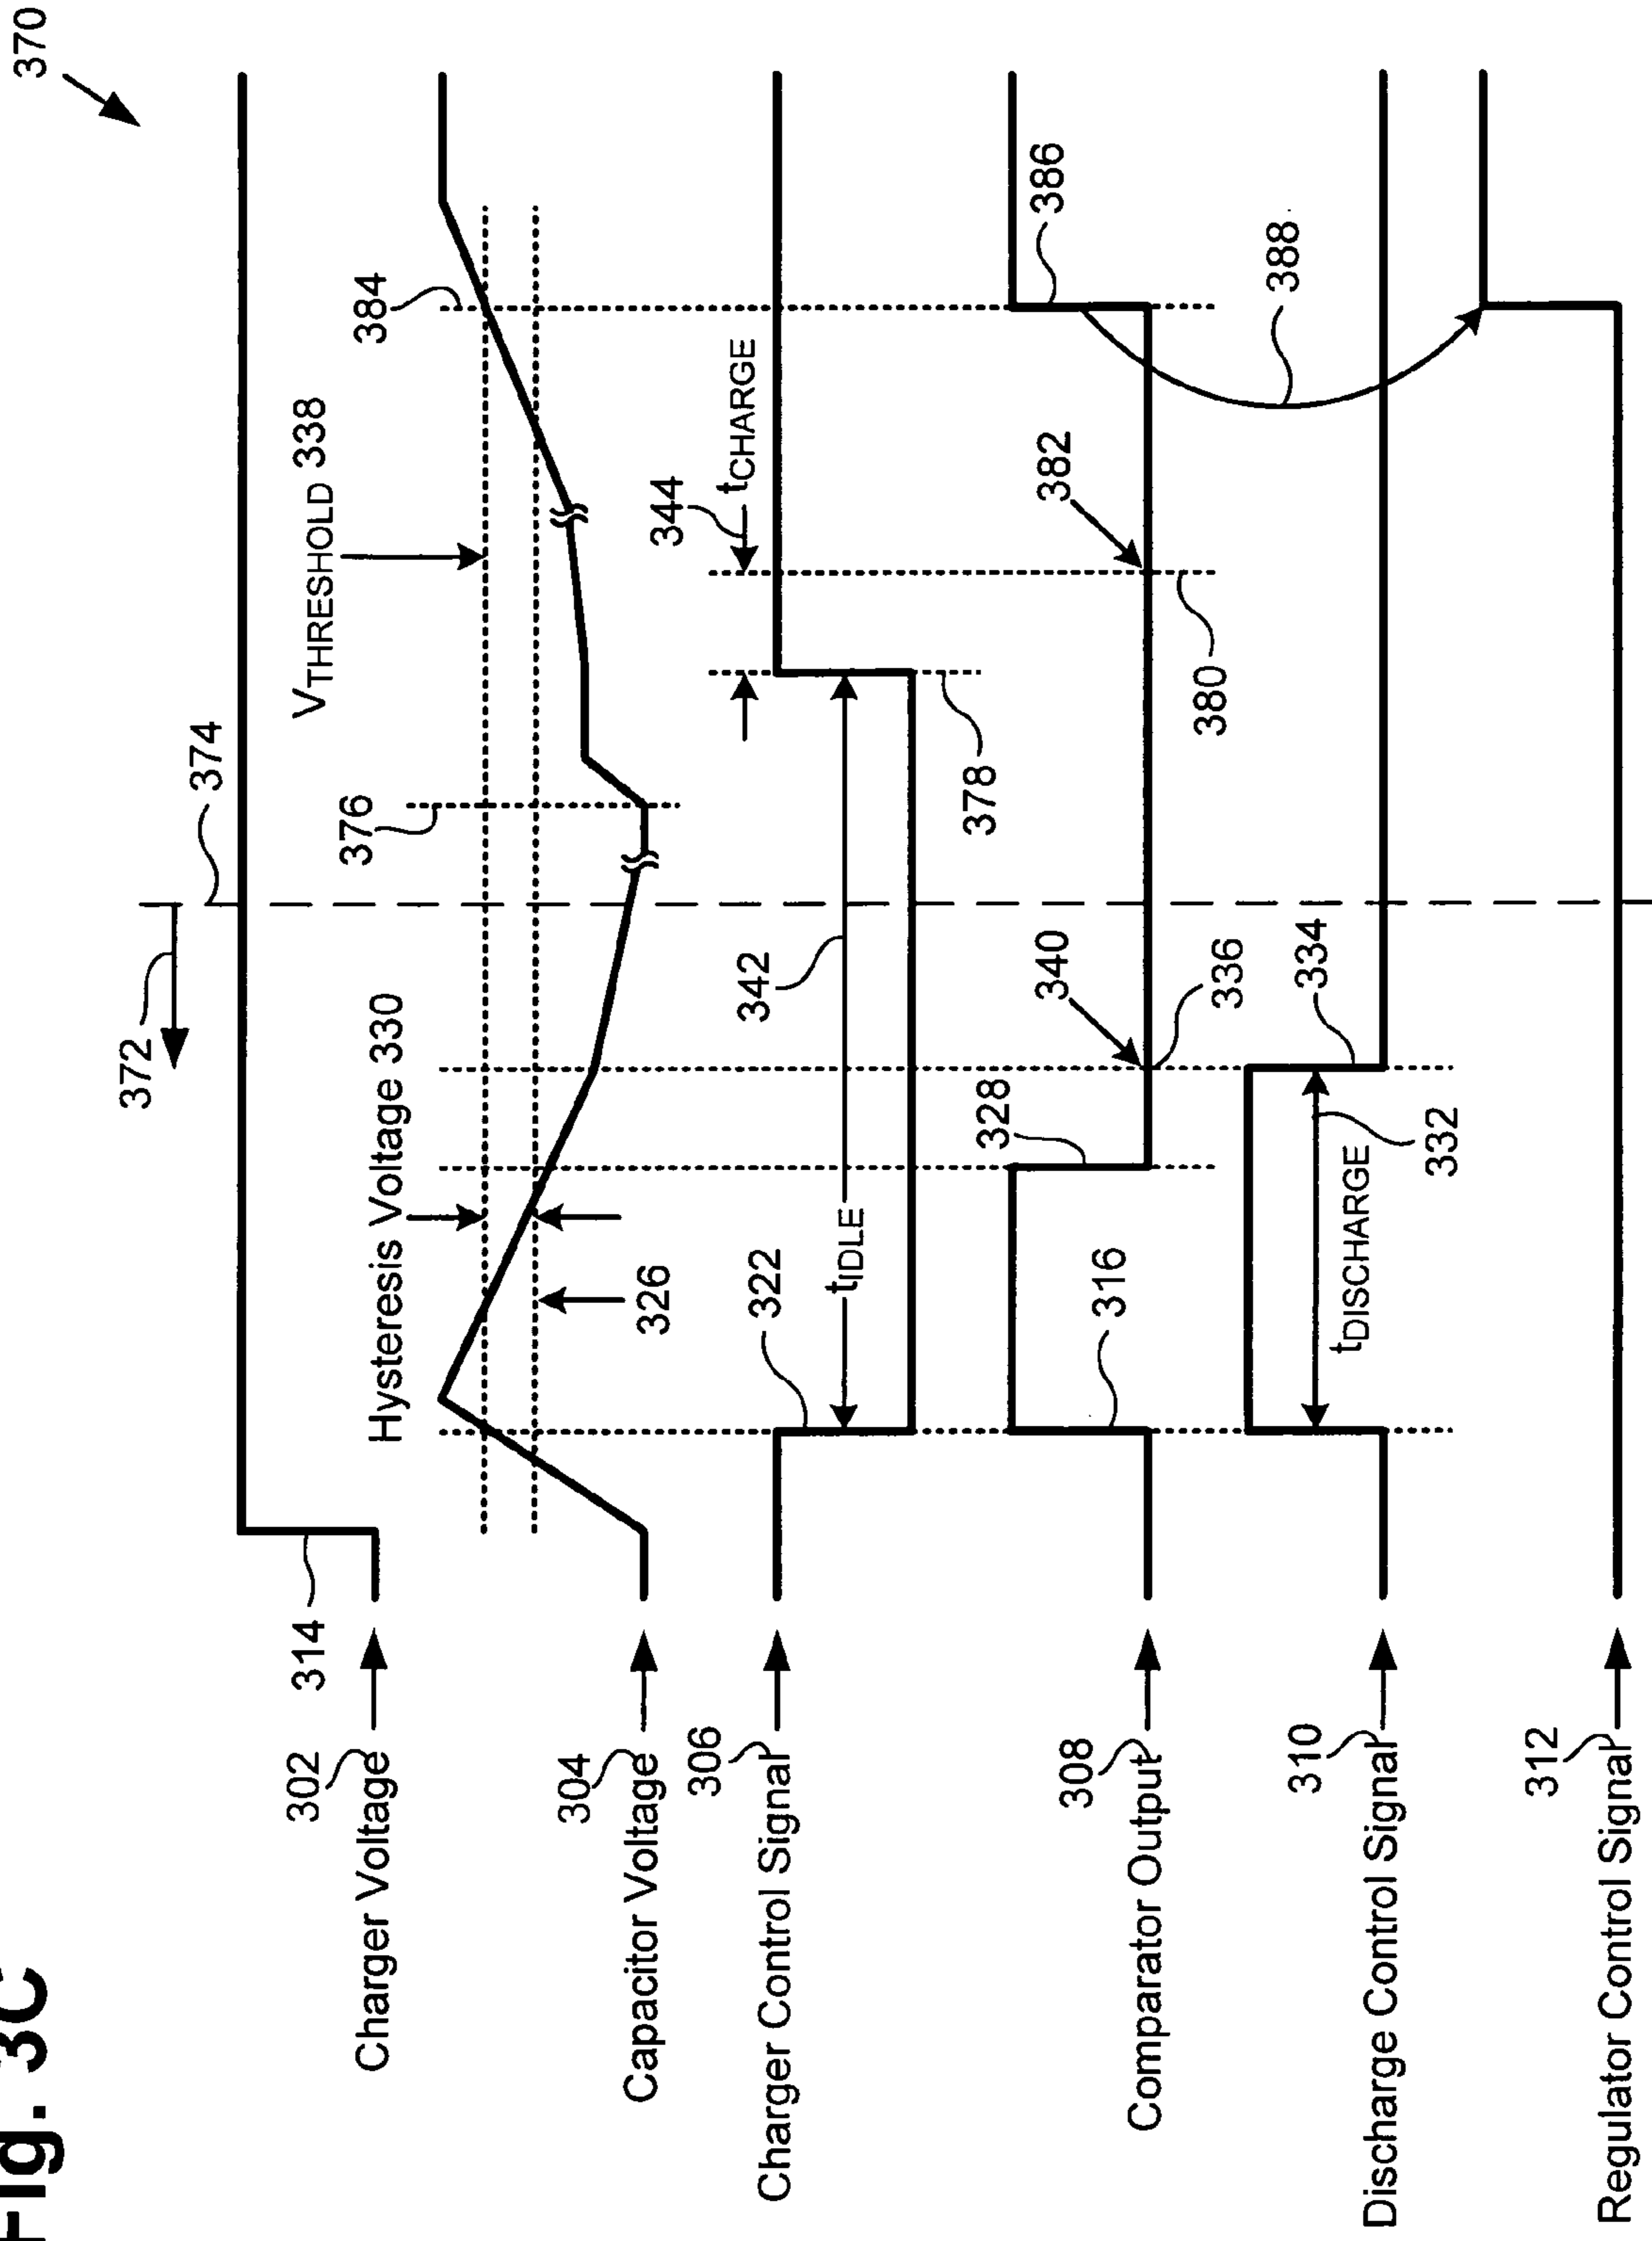 Fig. 3C
370
372
374
314
302
Charger Voltage
Hysteresis Voltage 330
VTHRESHOLD 338
376
384
326
304
Capacitor Voltage
306
Charger Control Signal
322
tIDLE
342
344
tCHARGE
378
308
Comparator Output
316
328
340
336
382
380
386
388
310
Discharge Control Signal
tDISCHARGE
332
334
312
Regulator Control Signal